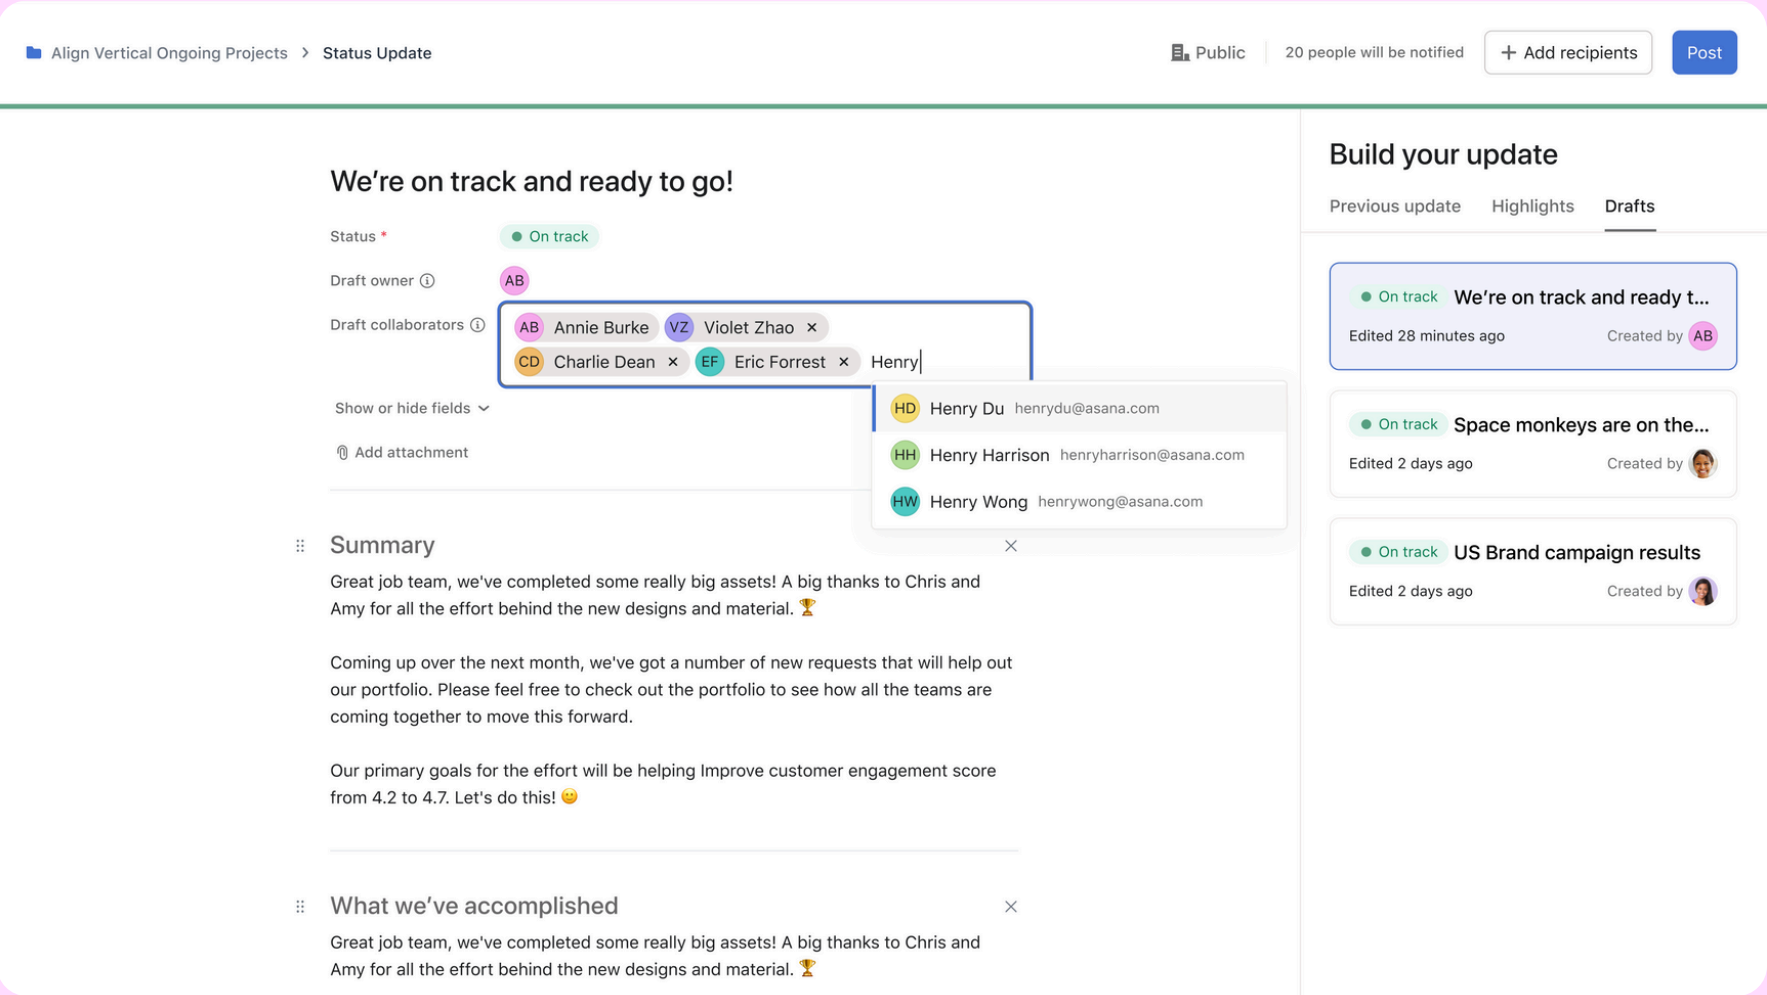 Align Vertical Ongoing Projects > Status Update
Public
20 people will be notified
+ Add recipients
Post
We’re on track and ready to go!
Status *
On track
Draft owner
AB
Draft collaborators
AB Annie Burke VZ Violet Zhao ×
CD Charlie Dean × EF Eric Forrest × Henry
HD Henry Du henrydu@asana.com
HH Henry Harrison henryharrison@asana.com
HW Henry Wong henrywong@asana.com
Show or hide fields
Add attachment
Summary
Great job team, we've completed some really big assets! A big thanks to Chris and
Amy for all the effort behind the new designs and material. 🏆
Coming up over the next month, we've got a number of new requests that will help out
our portfolio. Please feel free to check out the portfolio to see how all the teams are
coming together to move this forward.
Our primary goals for the effort will be helping Improve customer engagement score
from 4.2 to 4.7. Let's do this! 😊
What we’ve accomplished
Great job team, we've completed some really big assets! A big thanks to Chris and
Amy for all the effort behind the new designs and material. 🏆
Build your update
Previous update
Highlights
Drafts
On track We’re on track and ready t...
Edited 28 minutes ago
Created by AB
On track Space monkeys are on the...
Edited 2 days ago
Created by
On track US Brand campaign results
Edited 2 days ago
Created by